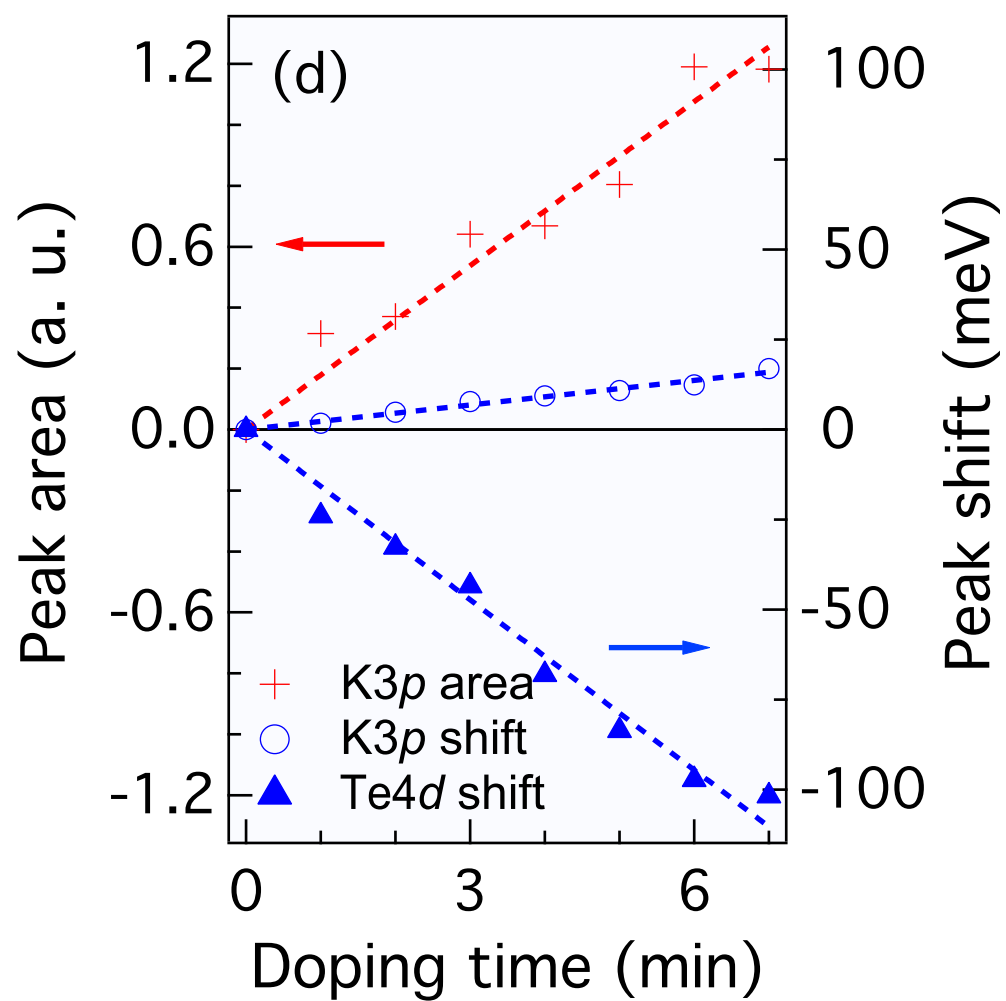 (d)
Peak area (a. u.)
1.2
0.6
0.0
-0.6
-1.2
100
50
0
-50
-100
Peak shift (meV)
K3p area
K3p shift
Te4d shift
0 3 6
Doping time (min)